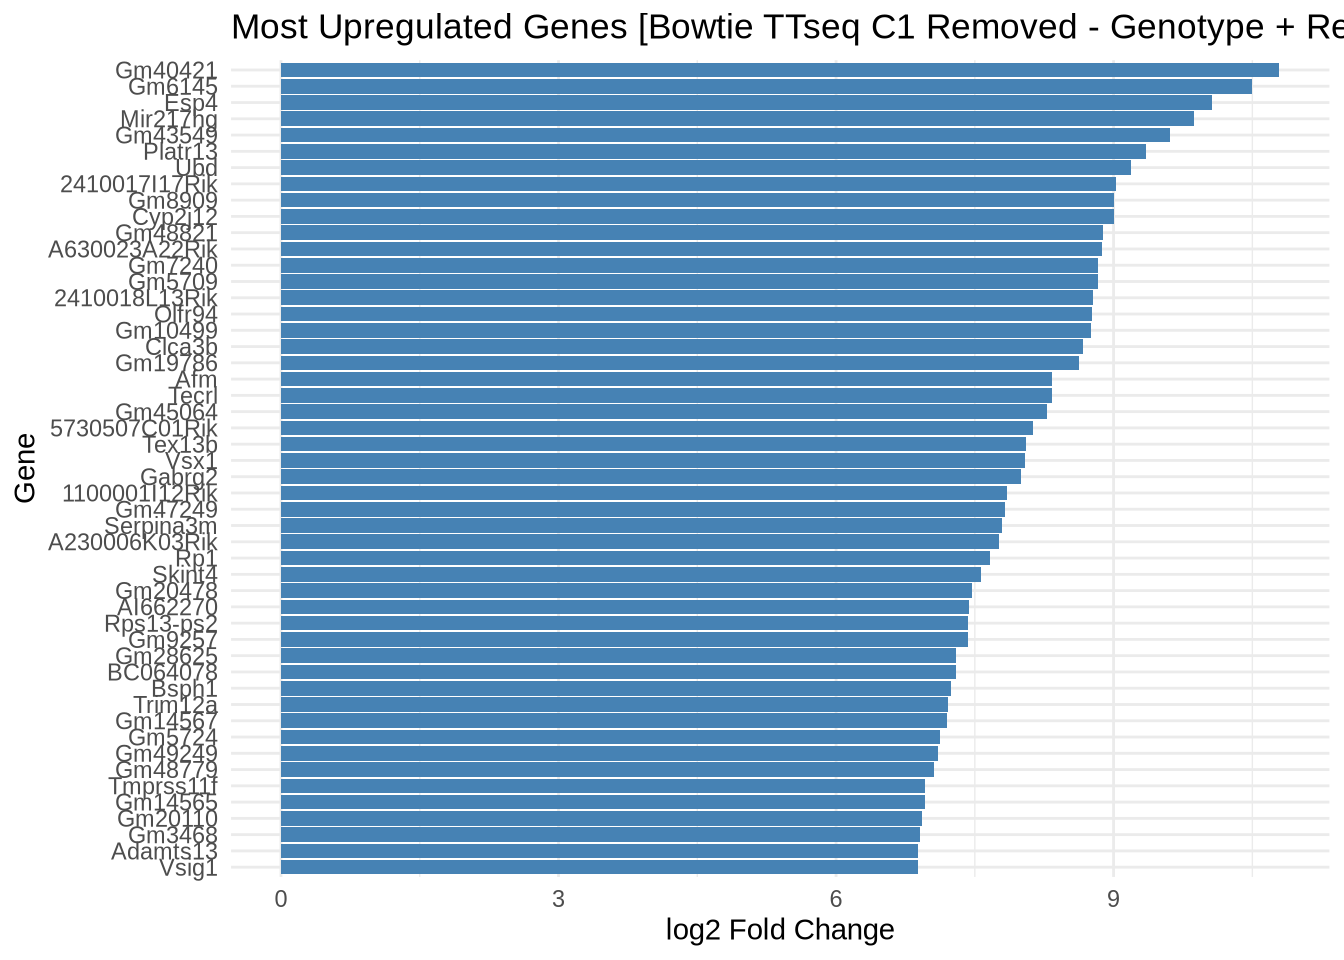 Most Upregulated Genes [Bowtie TTseq C1 Removed - Genotype + Re
Gm40421
Gm6145
Esp4
Mir217hg
Gm43549
Platr13
Ubd
2410017I17Rik
Gm8909
Cyp2j12
Gm48821
A630023A22Rik
Gm7240
Gm5709
2410018L13Rik
Olfr94
Gm10499
Clca3b
Gm19786
Afm
Tecrl
Gm45064
5730507C01Rik
Tex13b
Vsx1
Gabrg2
1100001I12Rik
Gm47249
Serpina3m
A230006K03Rik
Rp1
Skint4
Gm20478
AI662270
Rps13-ps2
Gm9257
Gm28625
BC064078
Bsph1
Trim12a
Gm14567
Gm5724
Gm49249
Gm48779
Tmprss11f
Gm14565
Gm20110
Gm3468
Adamts13
Vsig1
Gene
0 3 6 9
log2 Fold Change